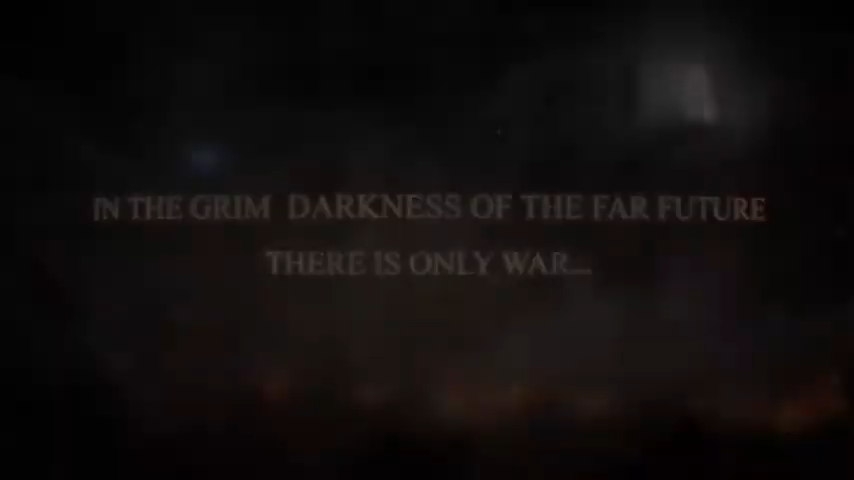 IN THE GRIM DARKNESS OF THE FAR FUTURE
THERE IS ONLY WAR...